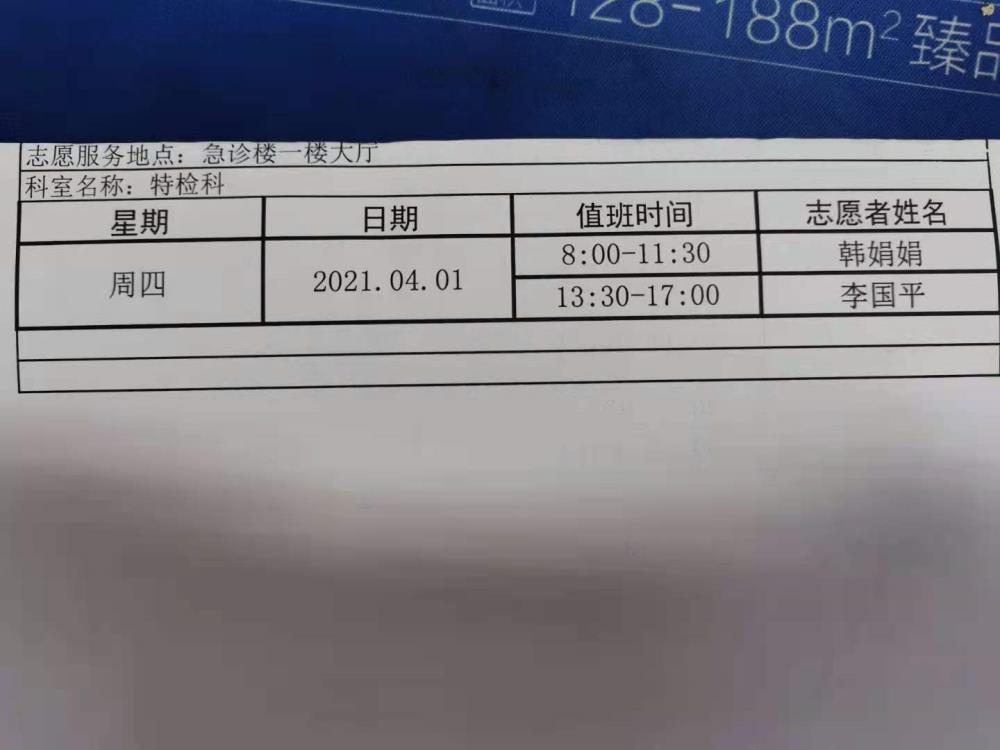 128-188m² 臻品
志愿服务地点：急诊楼一楼大厅
科室名称：特检科
星期 日期 值班时间 志愿者姓名
周四 2021.04.01 8:00-11:30 韩娟娟
13:30-17:00 李国平